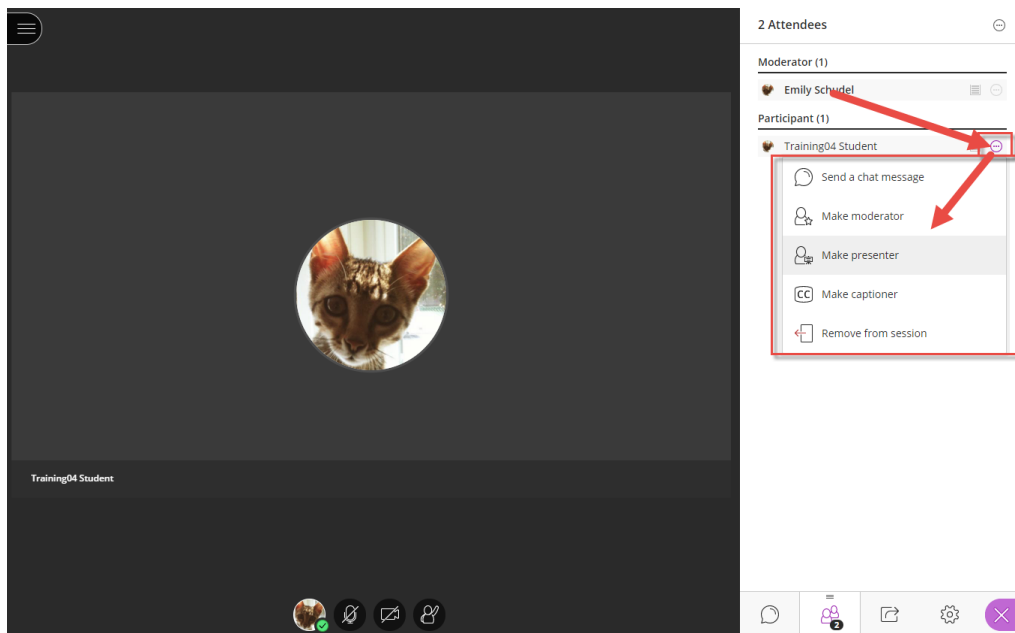 2 Attendees
Moderator (1)
Emily Schudel
Participant (1)
Training04 Student
Send a chat message
Make moderator
Make presenter
CC Make captioner
Remove from session
Training04 Student
2